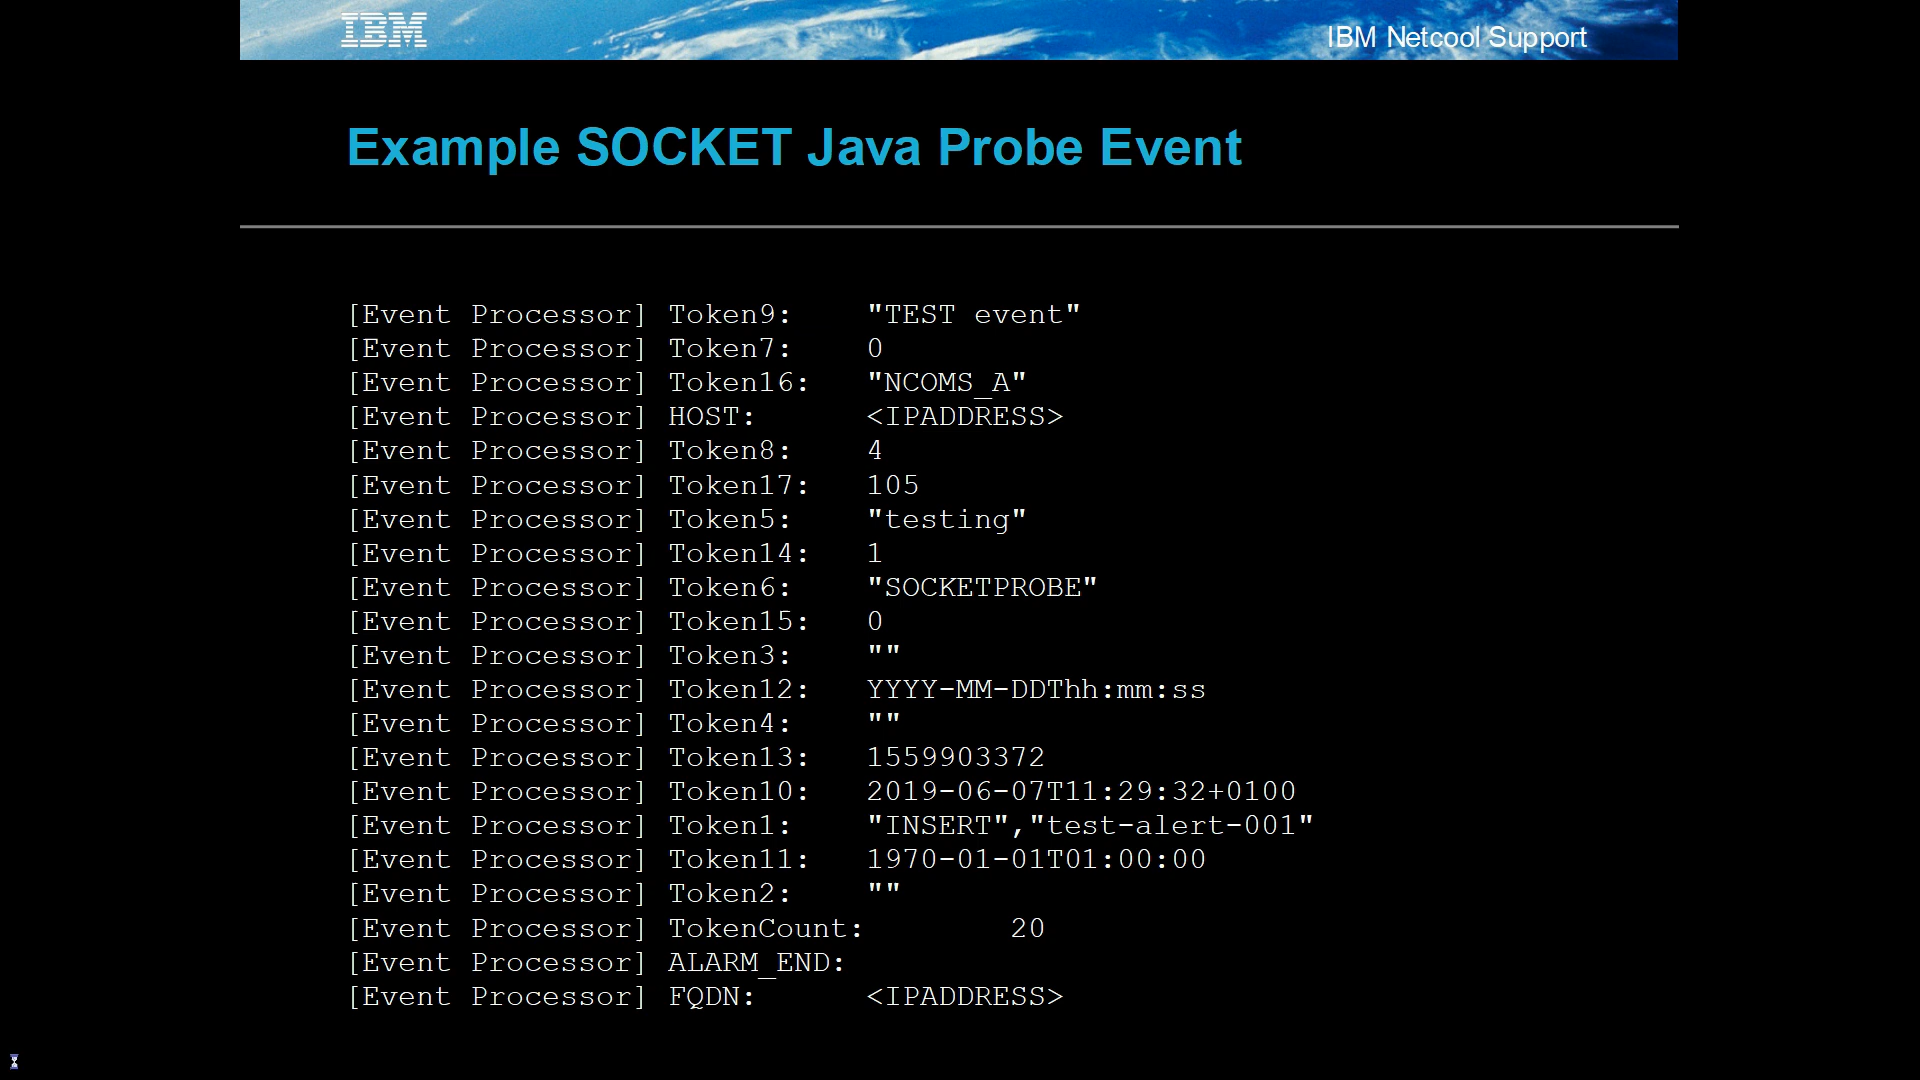 IBM
IBM Netcool Support
Example SOCKET Java Probe Event
[Event Processor] Token9: "TEST event"
[Event Processor] Token7: 0
[Event Processor] Token16: "NCOMS_A"
[Event Processor] HOST: <IPADDRESS>
[Event Processor] Token8: 4
[Event Processor] Token17: 105
[Event Processor] Token5: "testing"
[Event Processor] Token14: 1
[Event Processor] Token6: "SOCKETPROBE"
[Event Processor] Token15: 0
[Event Processor] Token3: ""
[Event Processor] Token12: YYYY-MM-DDThh:mm:ss
[Event Processor] Token4: ""
[Event Processor] Token13: 1559903372
[Event Processor] Token10: 2019-06-07T11:29:32+0100
[Event Processor] Token1: "INSERT","test-alert-001"
[Event Processor] Token11: 1970-01-01T01:00:00
[Event Processor] Token2: ""
[Event Processor] TokenCount: 20
[Event Processor] ALARM_END:
[Event Processor] FQDN: <IPADDRESS>